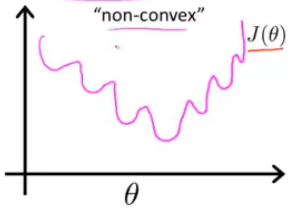 “non-convex”
J(θ)
θ